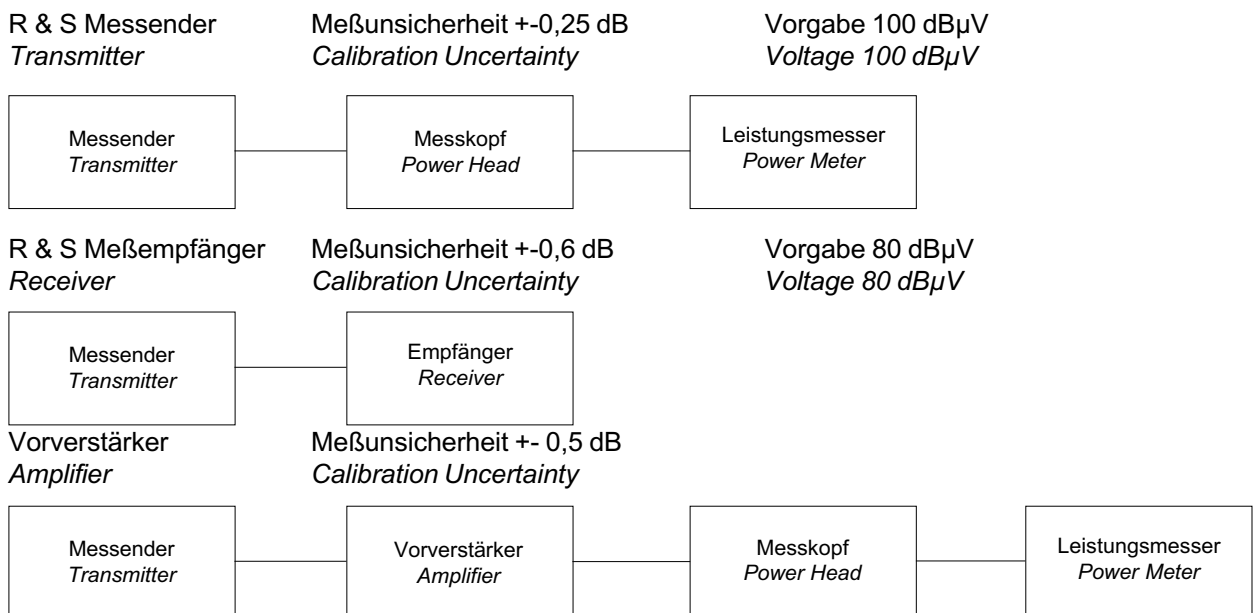 R & S Messender Meßunsicherheit +-0,25 dB Vorgabe 100 dBµV
Transmitter Calibration Uncertainty Voltage 100 dBµV
Messender Messkopf Leistungsmesser
Transmitter Power Head Power Meter
R & S Meßempfänger Meßunsicherheit +-0,6 dB Vorgabe 80 dBµV
Receiver Calibration Uncertainty Voltage 80 dBµV
Messender Empfänger
Transmitter Receiver
Vorverstärker Meßunsicherheit +- 0,5 dB
Amplifier Calibration Uncertainty
Messender Vorverstärker Messkopf Leistungsmesser
Transmitter Amplifier Power Head Power Meter